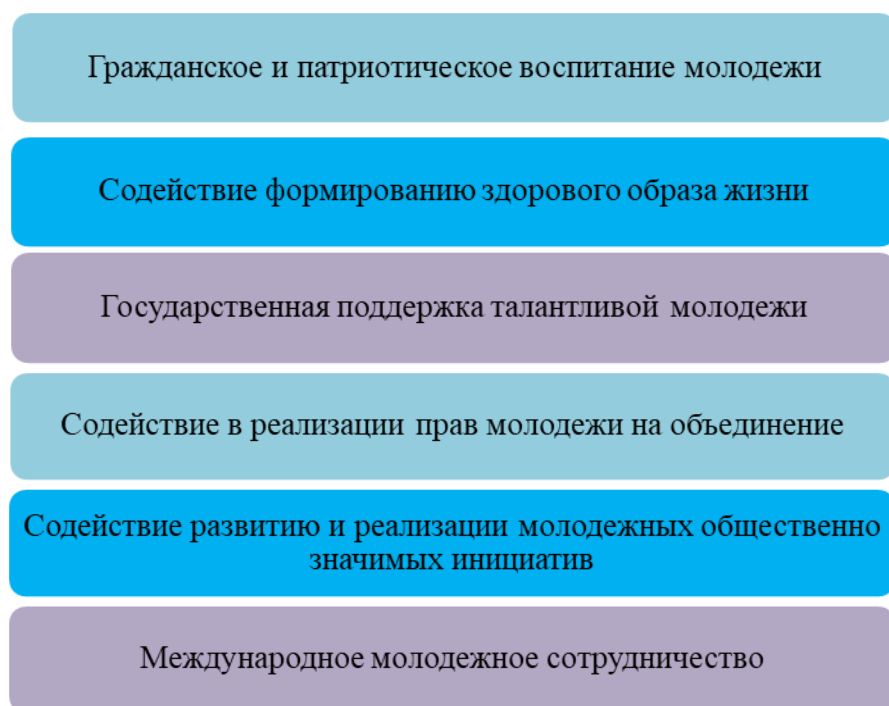 Гражданское и патриотическое воспитание молодежи
Содействие формированию здорового образа жизни
Государственная поддержка талантливой молодежи
Содействие в реализации прав молодежи на объединение
Содействие развитию и реализации молодежных общественно
значимых инициатив
Международное молодежное сотрудничество